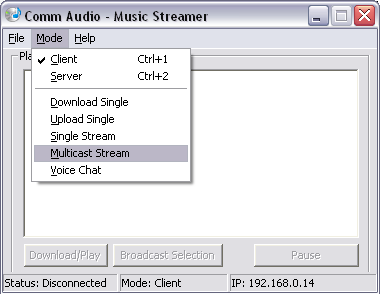 Comm Audio - Music Streamer
File Mode Help
Pla
Client Ctrl+1
Server Ctrl+2
Download Single
Upload Single
Single Stream
Multicast Stream
Voice Chat
Download/Play Broadcast Selection Pause
Status: Disconnected Mode: Client IP: 192.168.0.14